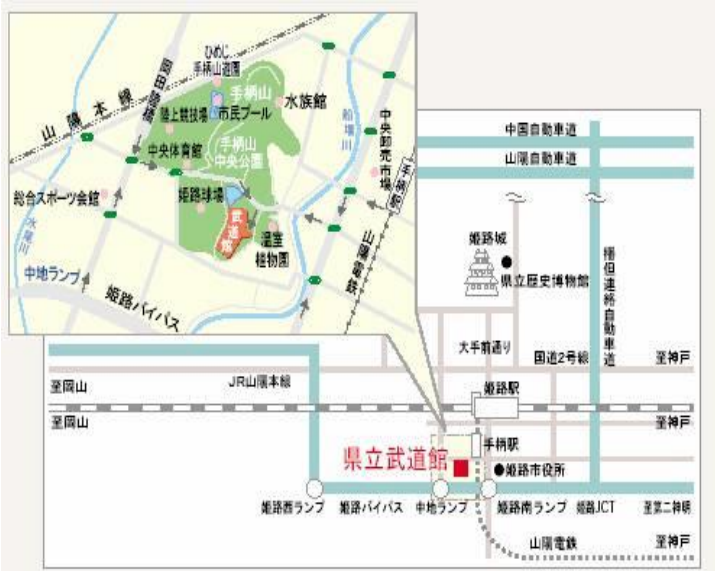 ひめじ
手柄山遊園
岡田陸橋
山陽本線
手柄山
陸上競技場
市民プール
水族館
船場川
中央卸売市場
手柄駅
手柄山
中央公園
中央体育館
姫路球場
総合スポーツ会館
武道館
温室
植物園
水尾川
山陽電鉄
中地ランプ
姫路バイパス
中国自動車道
山陽自動車道
姫路城
県立歴史博物館
播但連絡自動車道
大手前通り
国道2号線
至神戸
至岡山
JR山陽本線
姫路駅
至岡山
至神戸
手柄駅
県立武道館
姫路市役所
姫路西ランプ
姫路バイパス
中地ランプ
姫路南ランプ
姫路JCT
至第二神明
山陽電鉄
至神戸